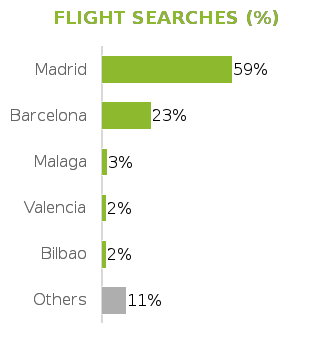 FLIGHT SEARCHES (%)
Madrid 59%
Barcelona 23%
Malaga 3%
Valencia 2%
Bilbao 2%
Others 11%